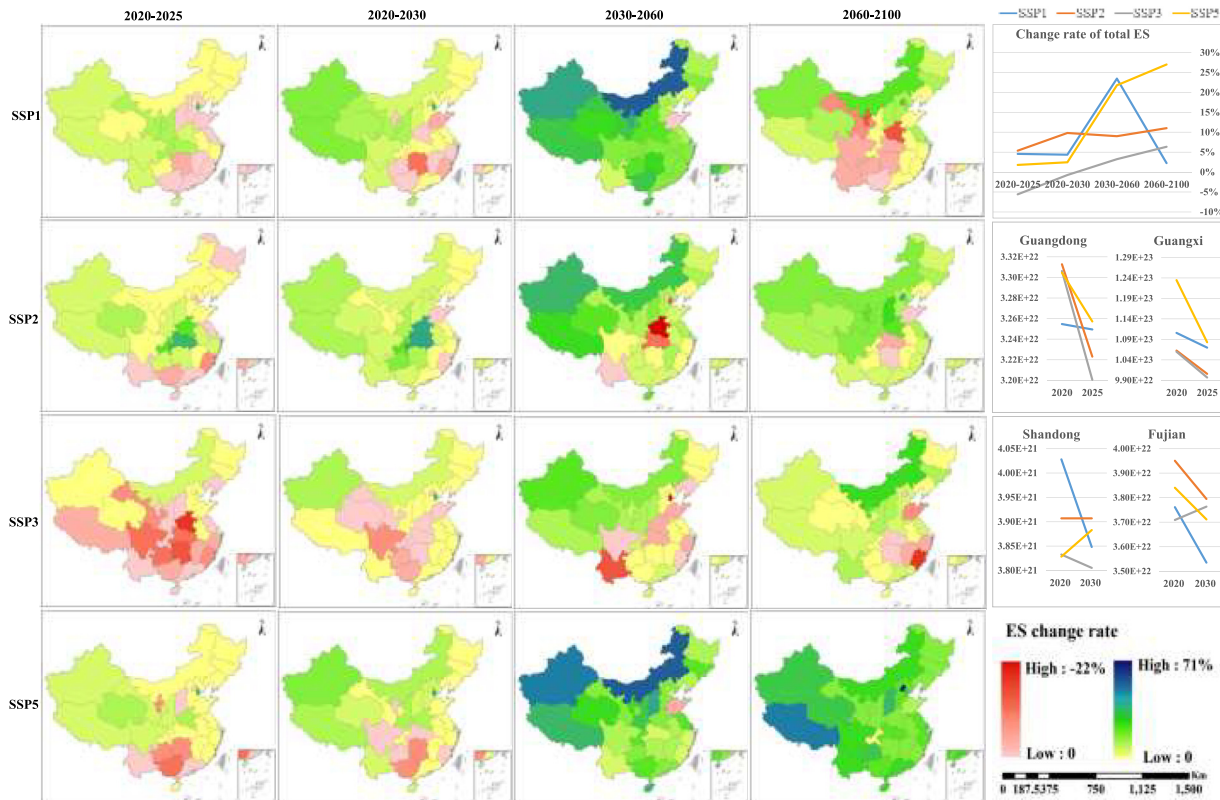 2020-2025 2020-2030 2030-2060 2060-2100
SSP1 SSP2 SSP3 SSP5
Change rate of total ES
30%
25%
20%
15%
10%
5%
0%
2020-2025 2020-2030 2030-2060 2060-2100
-5%
-10%
SSP1
SSP2
SSP3
SSP5
Guangdong Guangxi
3.32E+22 1.29E+23
3.30E+22 1.24E+23
3.28E+22 1.19E+23
3.26E+22 1.14E+23
3.24E+22 1.09E+23
3.22E+22 1.04E+23
3.20E+22 9.90E+22
2020 2025 2020 2025
Shandong Fujian
4.05E+21 4.00E+22
4.00E+21 3.90E+22
3.95E+21 3.80E+22
3.90E+21 3.70E+22
3.85E+21 3.60E+22
3.80E+21 3.50E+22
2020 2030 2020 2030
ES change rate
High : -22% High : 71%
Low : 0 Low : 0
Km
0 187.5375 750 1,125 1,500